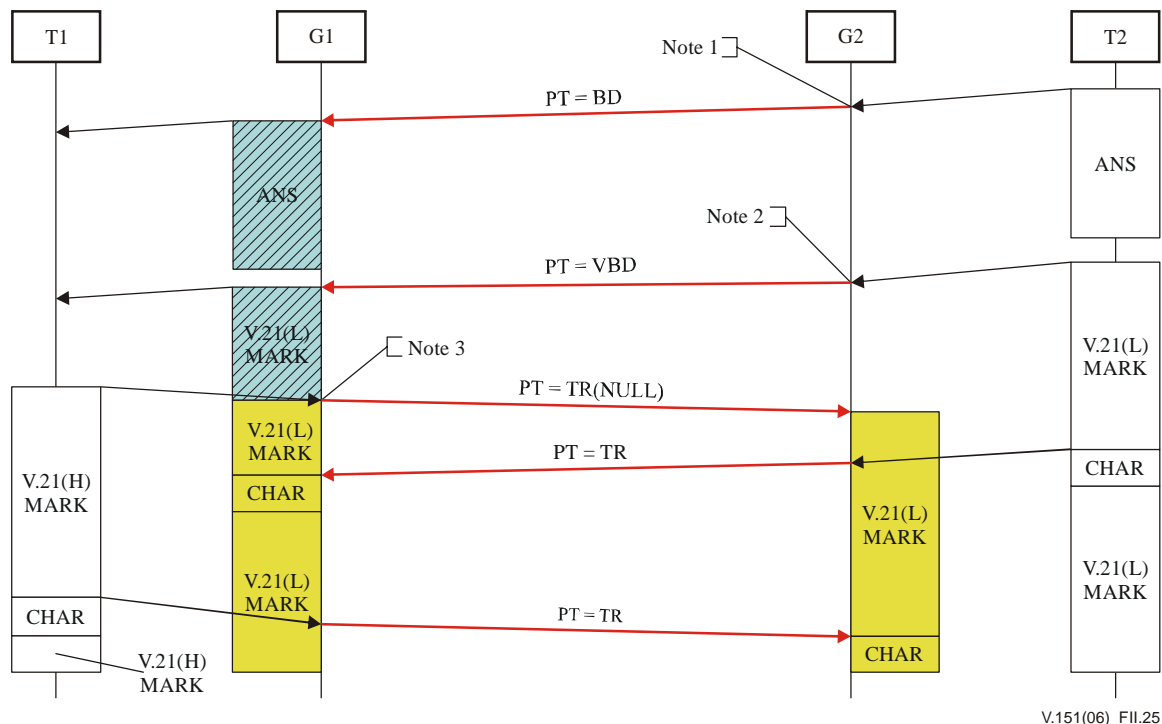 T1
G1
G2
T2
Note 1
PT = BD
ANS
ANS
Note 2
PT = VBD
V.21(L)
MARK
V.21(L)
MARK
Note 3
PT = TR(NULL)
V.21(L)
MARK
PT = TR
V.21(H)
MARK
CHAR
CHAR
V.21(L)
MARK
V.21(L)
MARK
V.21(L)
MARK
CHAR
PT = TR
CHAR
V.21(H)
MARK
V.151(06)_FII.25